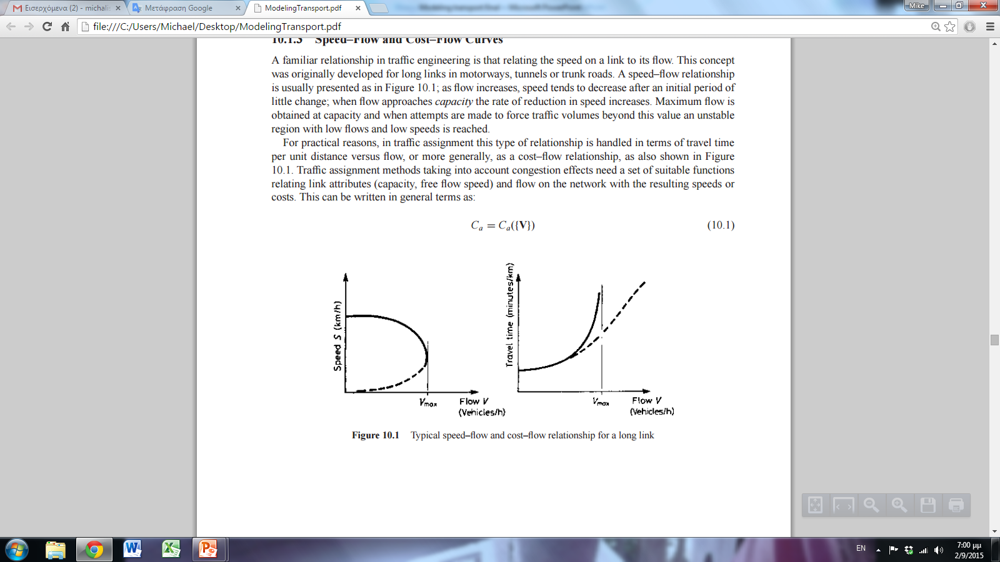 Εισερχόμενα (2) - michalis
Μετάφραση Google
ModelingTransport.pdf
Modeling transport final - Microsoft PowerPoint
Mike
file:///C:/Users/Michael/Desktop/ModelingTransport.pdf
10.1.3 Speed–Flow and Cost–Flow Curves
A familiar relationship in traffic engineering is that relating the speed on a link to its flow. This concept
was originally developed for long links in motorways, tunnels or trunk roads. A speed–flow relationship
is usually presented as in Figure 10.1; as flow increases, speed tends to decrease after an initial period of
little change; when flow approaches capacity the rate of reduction in speed increases. Maximum flow is
obtained at capacity and when attempts are made to force traffic volumes beyond this value an unstable
region with low flows and low speeds is reached.
For practical reasons, in traffic assignment this type of relationship is handled in terms of travel time
per unit distance versus flow, or more generally, as a cost–flow relationship, as also shown in Figure
10.1. Traffic assignment methods taking into account congestion effects need a set of suitable functions
relating link attributes (capacity, free flow speed) and flow on the network with the resulting speeds or
costs. This can be written in general terms as:
Ca = Ca({V}) (10.1)
Speed S (km/h)
Vmax
Flow V
(Vehicles/h)
Travel time (minutes/km)
Vmax
Flow V
(Vehicles/h)
Figure 10.1 Typical speed–flow and cost–flow relationship for a long link
EN
7:00 μμ
2/9/2015